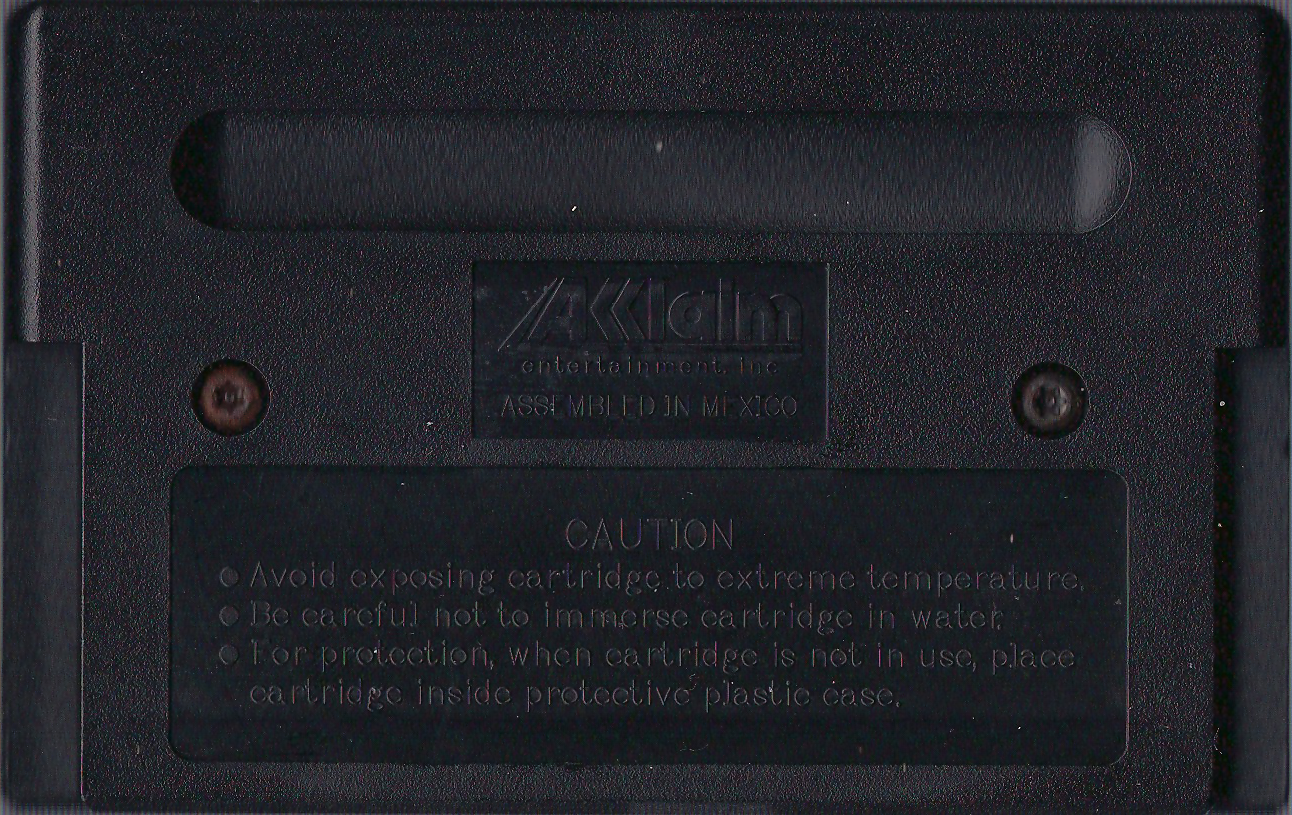 AKKlaim
entertainment, inc
ASSEMBLED IN MEXICO
CAUTION
● Avoid exposing cartridge to extreme temperature.
● Be careful not to immerse cartridge in water.
● For protection, when cartridge is not in use, place
cartridge inside protective plastic case.